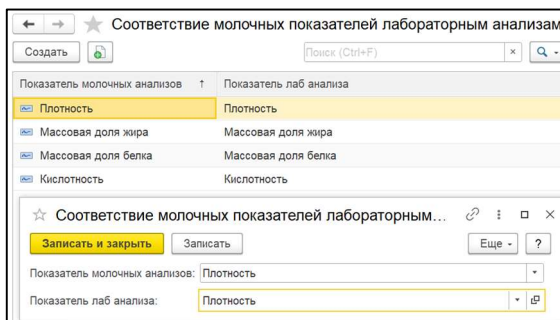 Соответствие молочных показателей лабораторным анализам
Создать
Поиск (Ctrl+F)
×
Показатель молочных анализов ↑ Показатель лаб анализа
Плотность Плотность
Массовая доля жира Массовая доля жира
Массовая доля белка Массовая доля белка
Кислотность Кислотность
Соответствие молочных показателей лабораторным...
Записать и закрыть Записать Еще ?
Показатель молочных анализов: Плотность
Показатель лаб анализа: Плотность